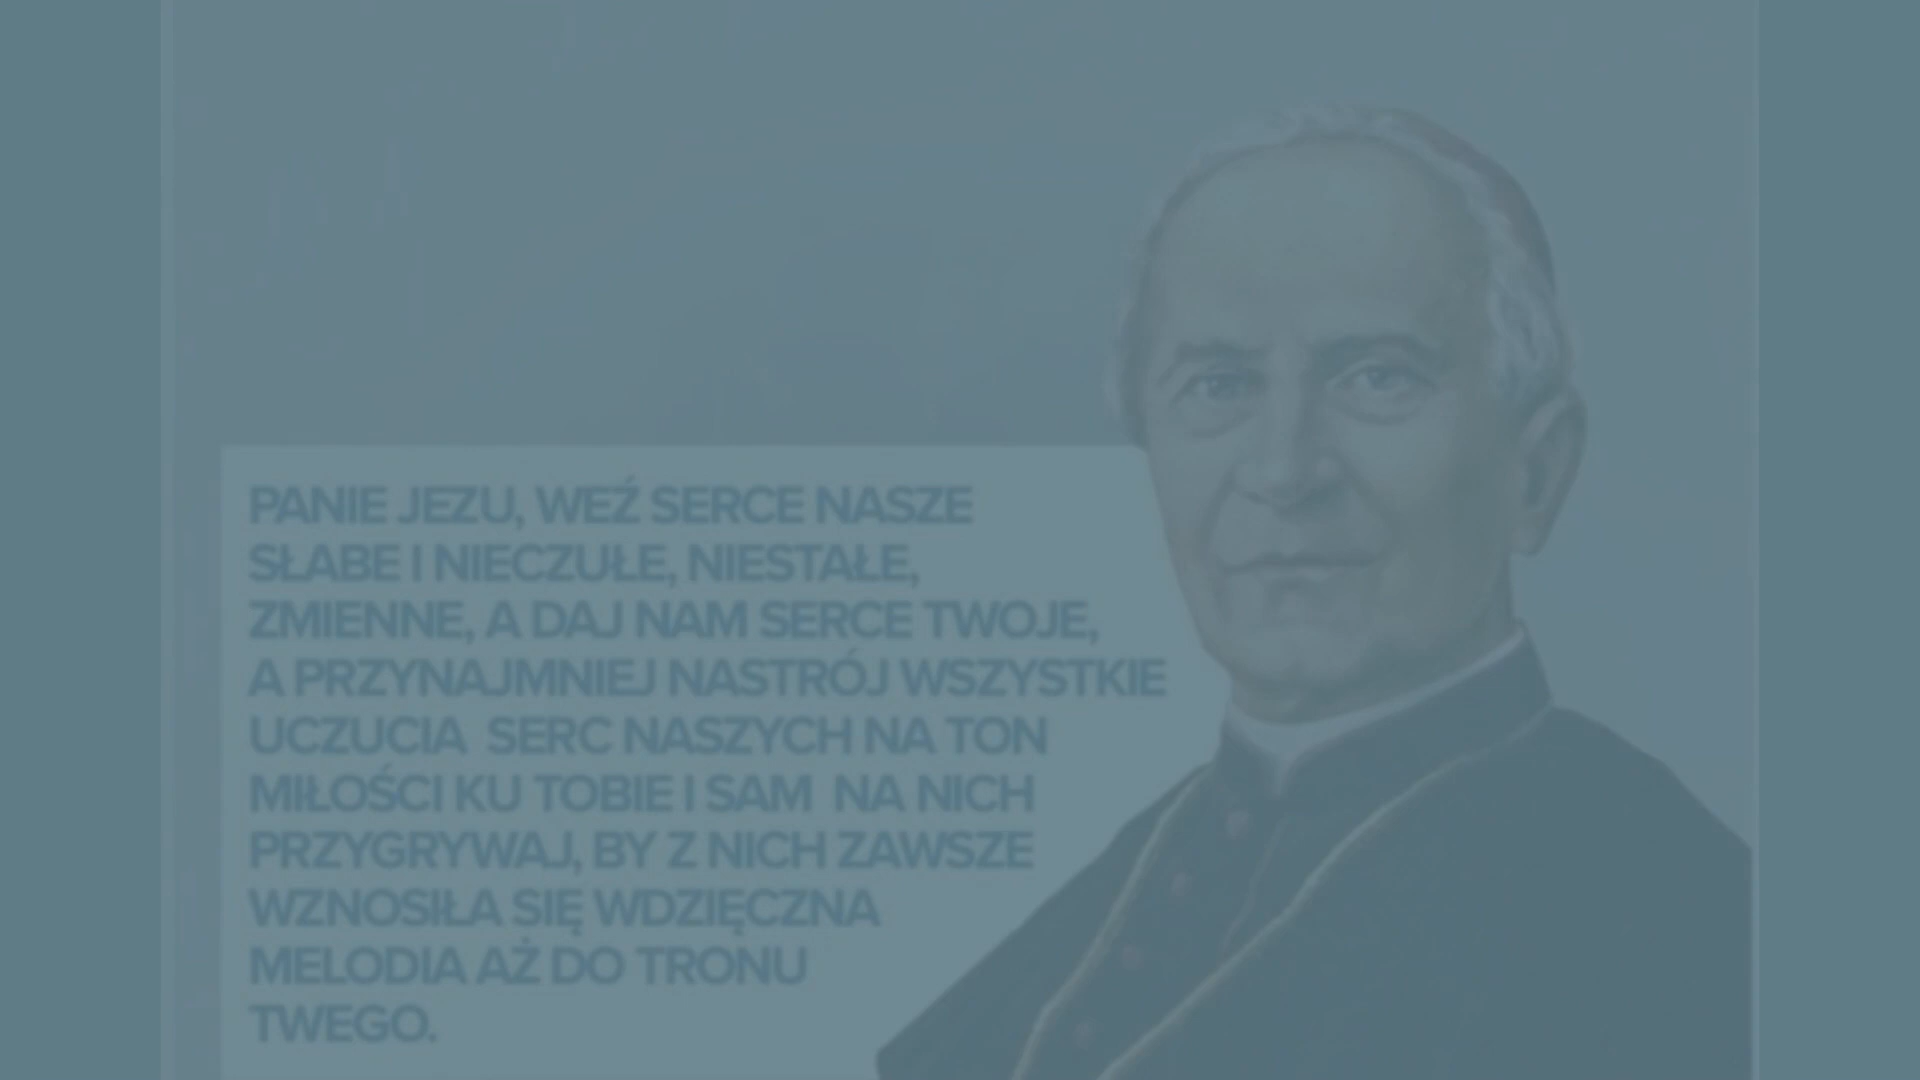 PANIE JEZU, WEŹ SERCE NASZE
SŁABE I NIECZUŁE, NIESTAŁE,
ZMIENNE, A DAJ NAM SERCE TWOJE,
A PRZYNAJMNIEJ NASTRÓJ WSZYSTKIE
UCZUCIA SERC NASZYCH NA TON
MIŁOŚCI KU TOBIE I SAM NA NICH
PRZYGRYWAJ, BY Z NICH ZAWSZE
WZNOSIŁA SIĘ WDZIĘCZNA
MELODIA AŻ DO TRONU
TWEGO.